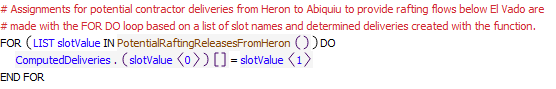 # Assignments for potential contractor deliveries from Heron to Abiquiu to provide rafting flows below El Vado are
# made with the FOR DO loop based on a list of slot names and determined deliveries created with the function.
FOR ( LIST slotValue IN PotentialRaftingReleasesFromHeron ( ) ) DO
ComputedDeliveries . ( slotValue 〈0〉 ) [ ] = slotValue 〈1〉
END FOR